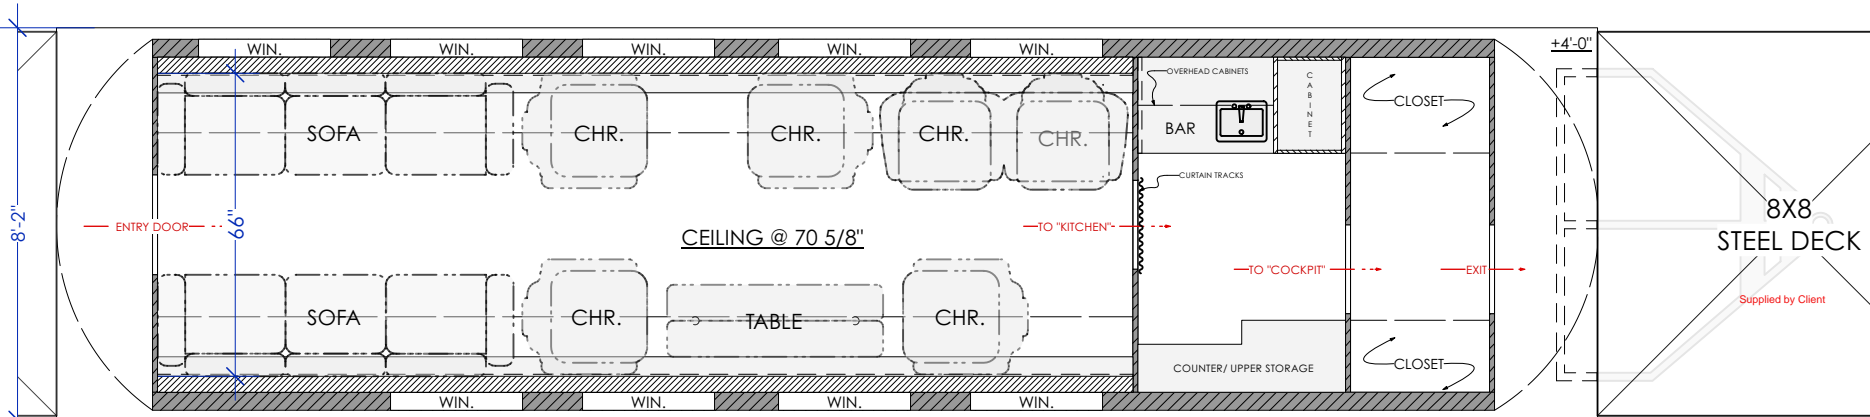 WIN.
WIN.
WIN.
WIN.
WIN.
+4'-0"
OVERHEAD CABINETS
CABINET
CLOSET
SOFA
CHR.
CHR.
CHR.
CHR.
BAR
CURTAIN TRACKS
8'-2"
ENTRY DOOR
66"
CEILING @ 70 5/8"
TO "KITCHEN"
8X8
STEEL DECK
TO "COCKPIT"
EXIT
Supplied by Client
SOFA
CHR.
TABLE
CHR.
COUNTER/ UPPER STORAGE
CLOSET
WIN.
WIN.
WIN.
WIN.